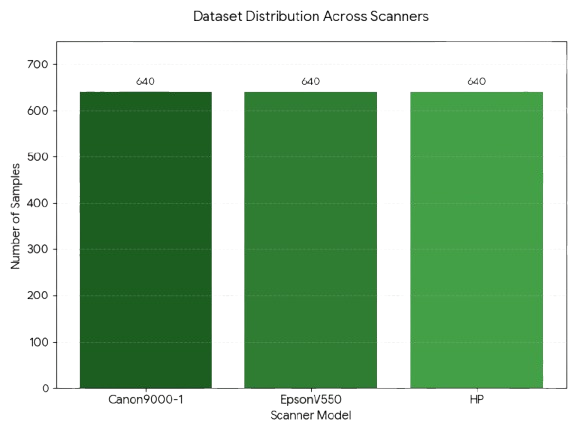 Dataset Distribution Across Scanners
Number of Samples
700
600
500
400
300
200
100
0
640 640 640
Canon9000-1 EpsonV550 HP
Scanner Model